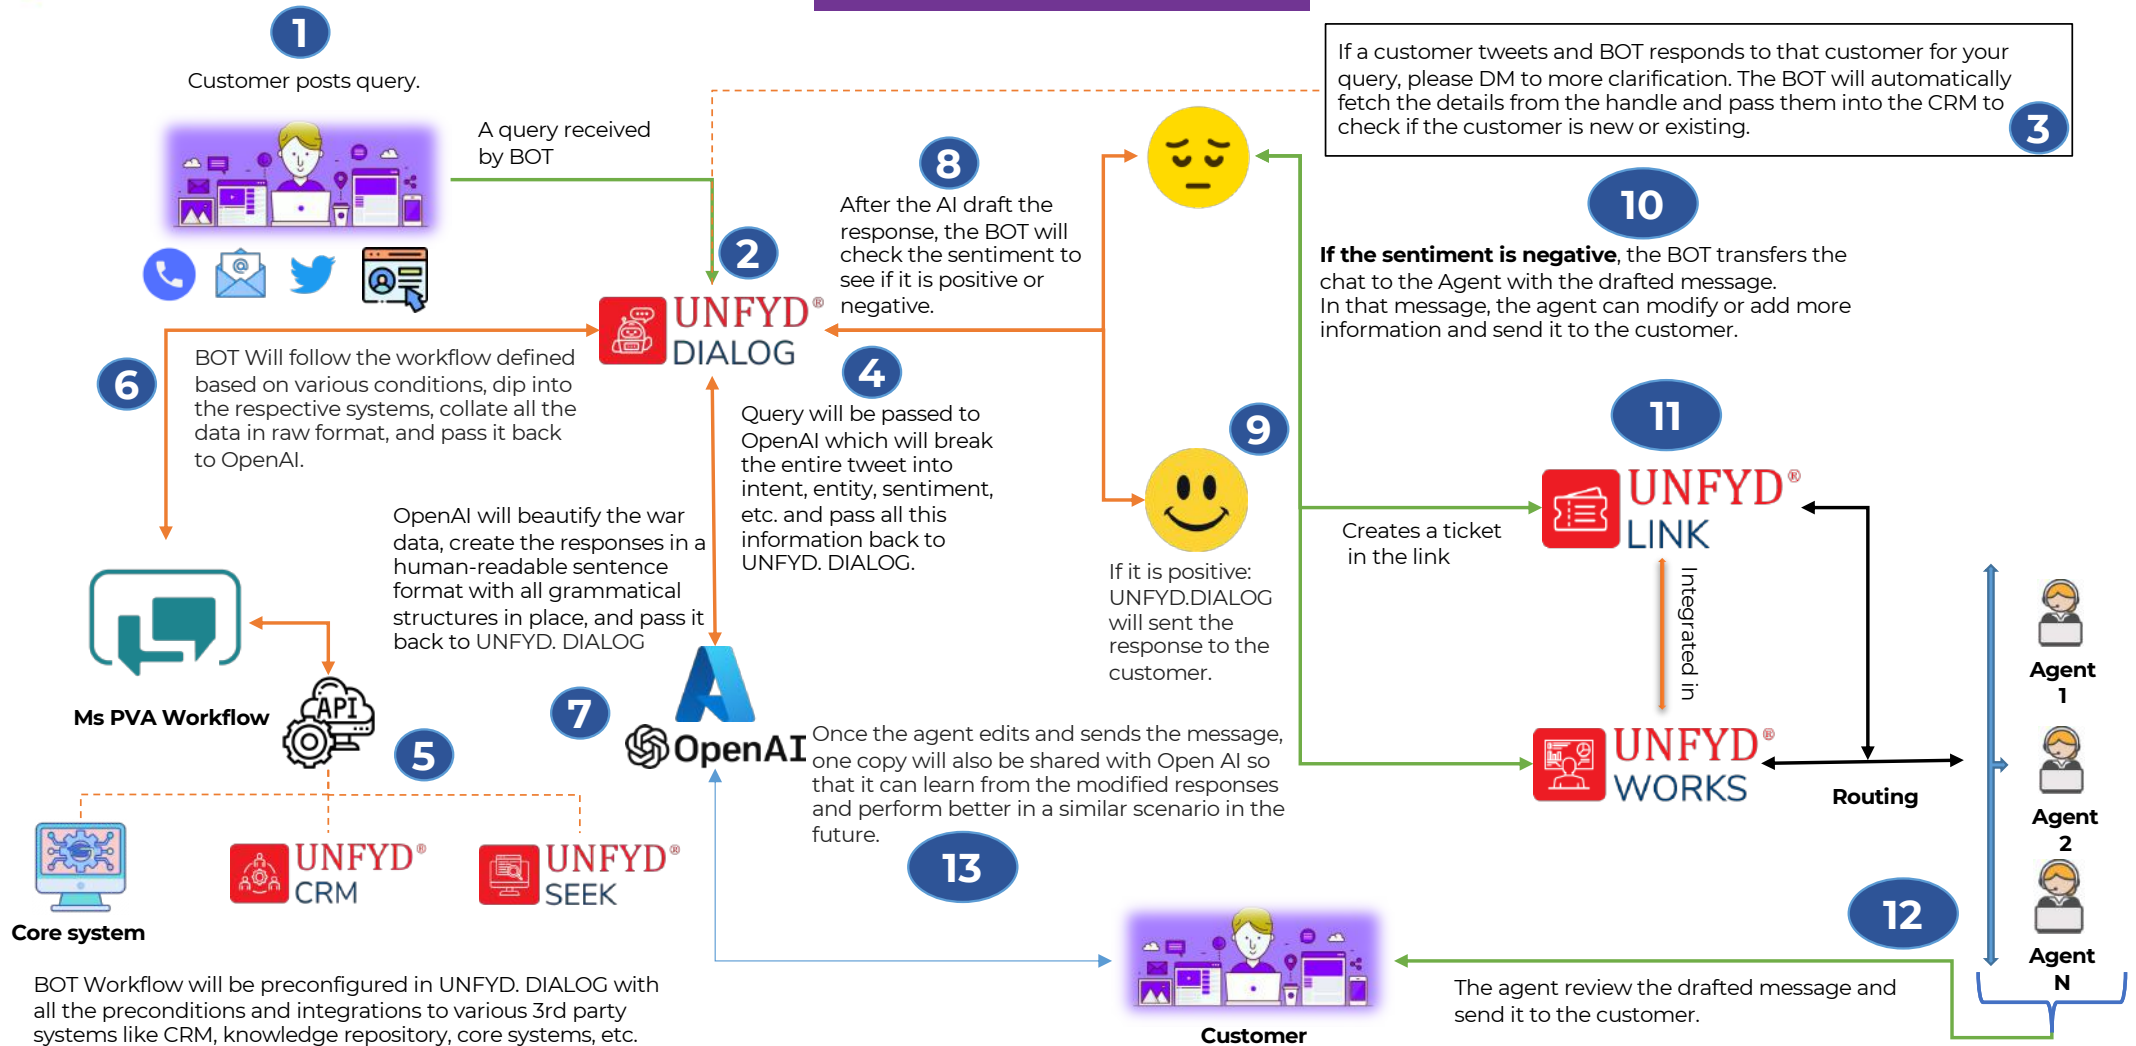 1
Customer posts query.
A query received
by BOT
2
UNFYD®
DIALOG
If a customer tweets and BOT responds to that customer for your
query, please DM to more clarification. The BOT will automatically
fetch the details from the handle and pass them into the CRM to
check if the customer is new or existing.
3
4
Query will be passed to
OpenAI which will break
the entire tweet into
intent, entity, sentiment,
etc. and pass all this
information back to
UNFYD. DIALOG.
5
API
Ms PVA Workflow
Core system
UNFYD®
CRM
UNFYD®
SEEK
BOT Workflow will be preconfigured in UNFYD. DIALOG with
all the preconditions and integrations to various 3rd party
systems like CRM, knowledge repository, core systems, etc.
6
BOT Will follow the workflow defined
based on various conditions, dip into
the respective systems, collate all the
data in raw format, and pass it back
to OpenAI.
7
OpenAI will beautify the war
data, create the responses in a
human-readable sentence
format with all grammatical
structures in place, and pass it
back to UNFYD. DIALOG
OpenAI
8
After the AI draft the
response, the BOT will
check the sentiment to
see if it is positive or
negative.
9
If it is positive:
UNFYD.DIALOG
will sent the
response to the
customer.
10
If the sentiment is negative, the BOT transfers the
chat to the Agent with the drafted message.
In that message, the agent can modify or add more
information and send it to the customer.
11
UNFYD®
LINK
Creates a ticket
in the link
Integrated in
UNFYD®
WORKS
Routing
Agent
1
Agent
2
Agent
N
12
The agent review the drafted message and
send it to the customer.
Customer
13
Once the agent edits and sends the message,
one copy will also be shared with Open AI so
that it can learn from the modified responses
and perform better in a similar scenario in the
future.